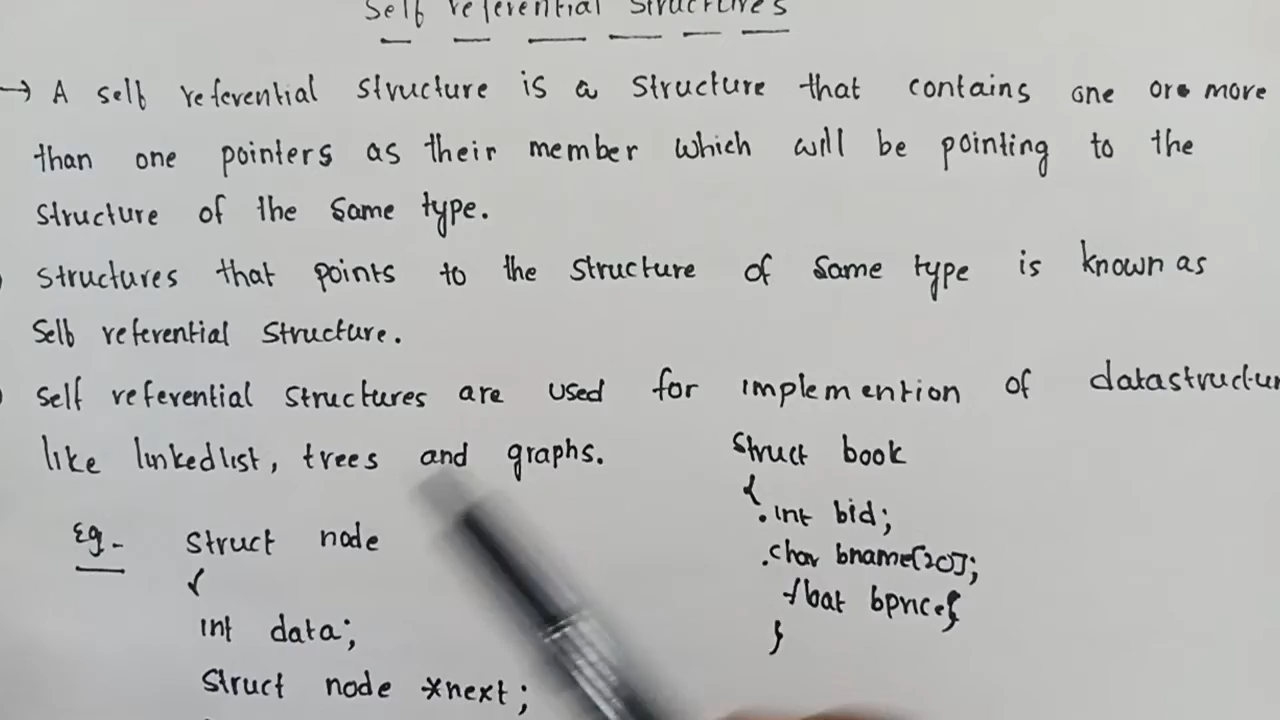 Self referential structures
→ A self referential structure is a structure that contains one or more
than one pointers as their member which will be pointing to the
structure of the same type.
structures that points to the structure of same type is known as
Self referential structure.
self referential structures are used for implemention of datastructur
like linkedlist, trees and graphs.
struct book
{
int bid;
char bname[20];
float bprice;
}
Eg- struct node
{
int data;
struct node *next;